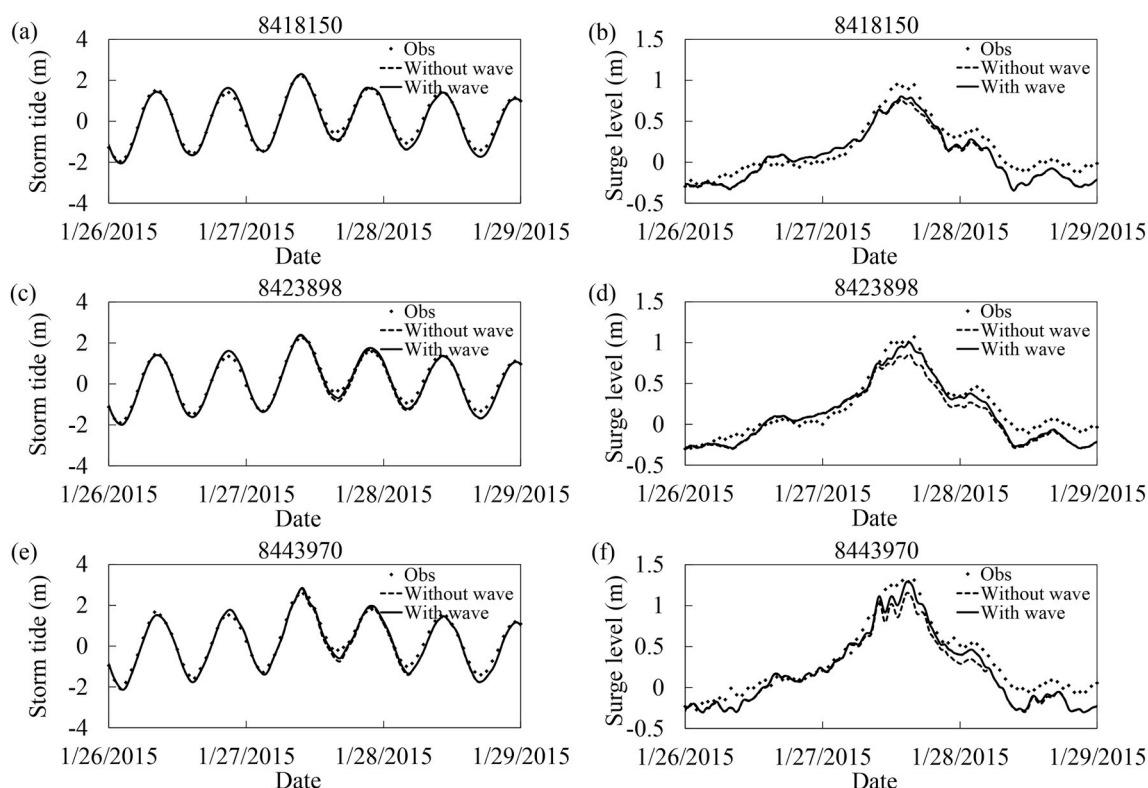 (a)
8418150
Storm tide (m)
4
2
0
-2
-4
Obs
Without wave
With wave
1/26/2015 1/27/2015 1/28/2015 1/29/2015
Date
(b)
8418150
Surge level (m)
1.5
1
0.5
0
-0.5
Obs
Without wave
With wave
1/26/2015 1/27/2015 1/28/2015 1/29/2015
Date
(c)
8423898
Storm tide (m)
4
2
0
-2
-4
Obs
Without wave
With wave
1/26/2015 1/27/2015 1/28/2015 1/29/2015
Date
(d)
8423898
Surge level (m)
1.5
1
0.5
0
-0.5
Obs
Without wave
With wave
1/26/2015 1/27/2015 1/28/2015 1/29/2015
Date
(e)
8443970
Storm tide (m)
4
2
0
-2
-4
Obs
Without wave
With wave
1/26/2015 1/27/2015 1/28/2015 1/29/2015
Date
(f)
8443970
Surge level (m)
1.5
1
0.5
0
-0.5
Obs
Without wave
With wave
1/26/2015 1/27/2015 1/28/2015 1/29/2015
Date